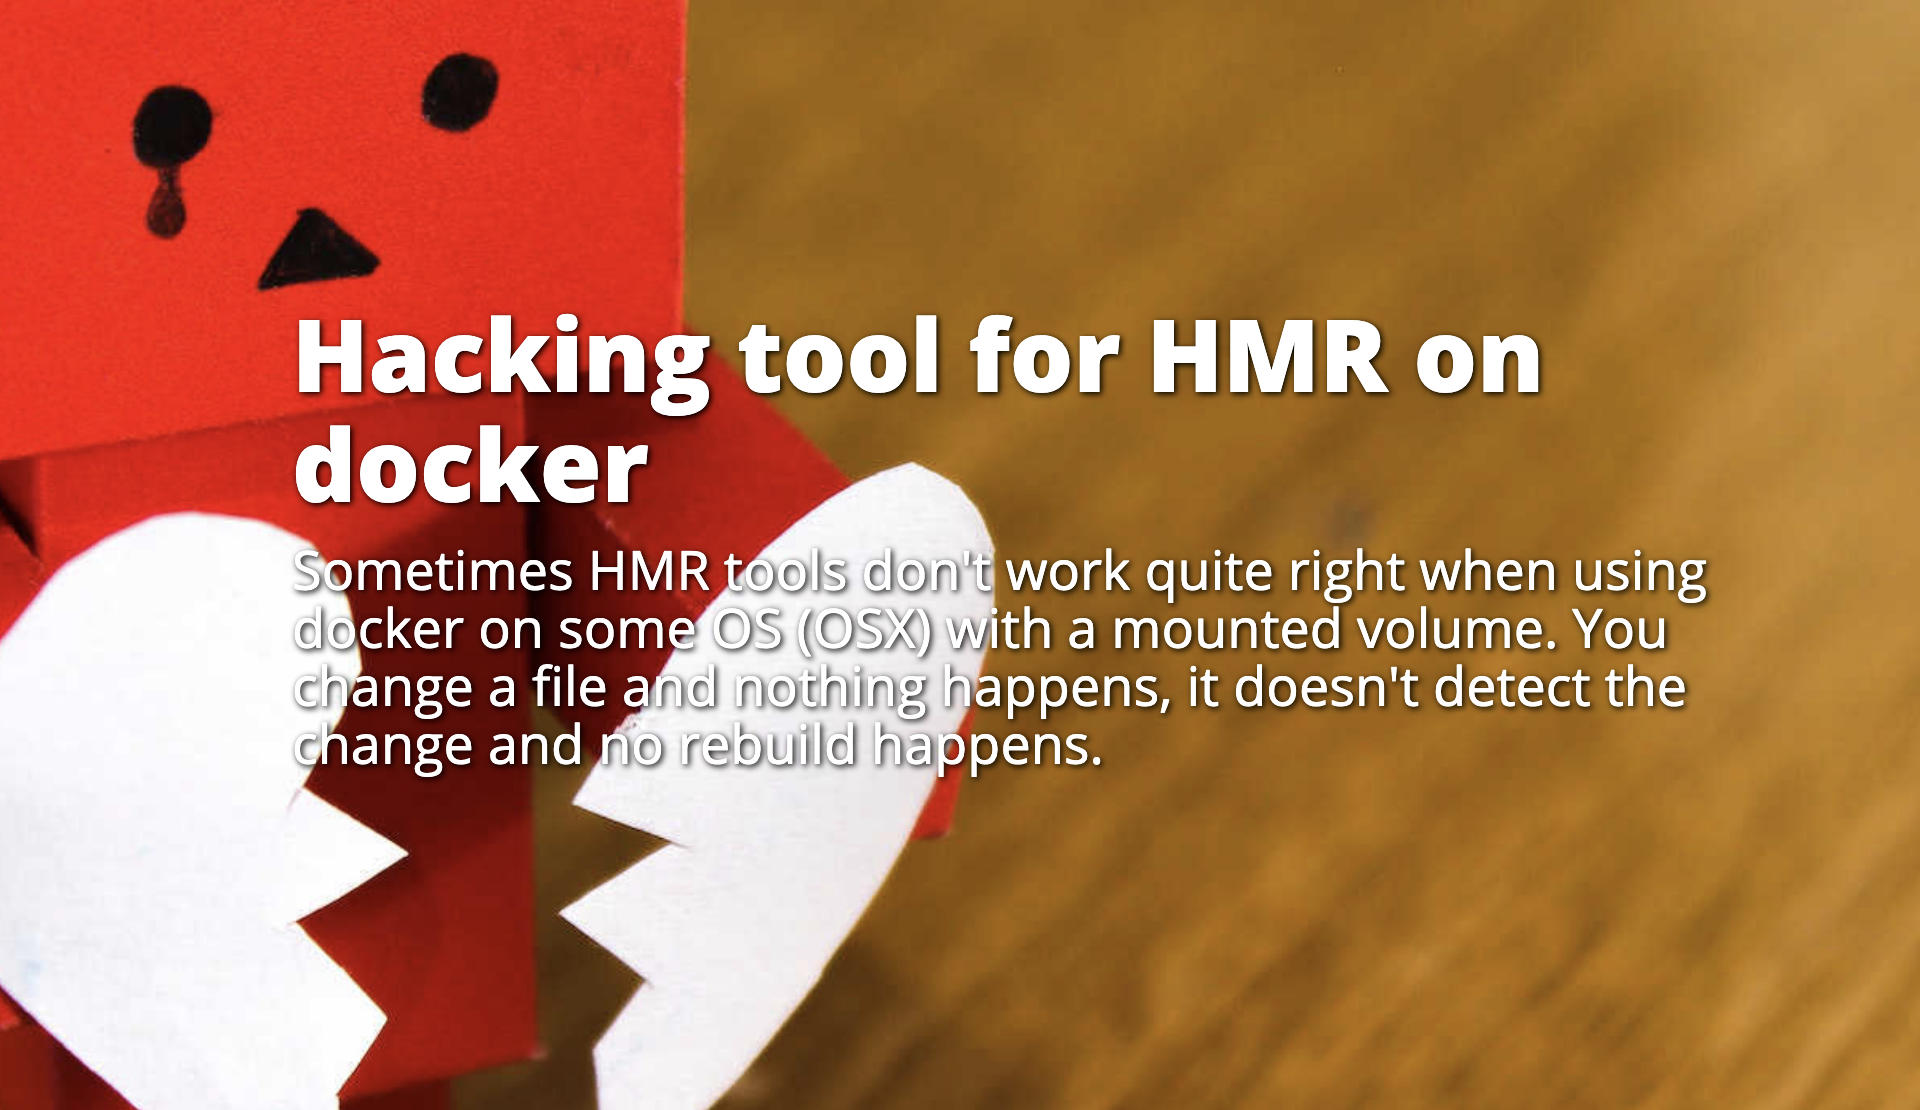 Hacking tool for HMR on
docker
Sometimes HMR tools don't work quite right when using
docker on some OS (OSX) with a mounted volume. You
change a file and nothing happens, it doesn't detect the
change and no rebuild happens.